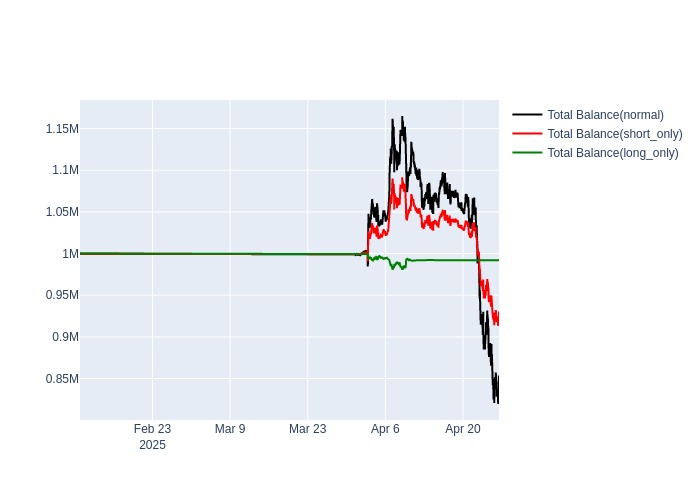 Total Balance(normal)
Total Balance(short_only)
Total Balance(long_only)
1.15M
1.1M
1.05M
1M
0.95M
0.9M
0.85M
Feb 23
2025
Mar 9
Mar 23
Apr 6
Apr 20